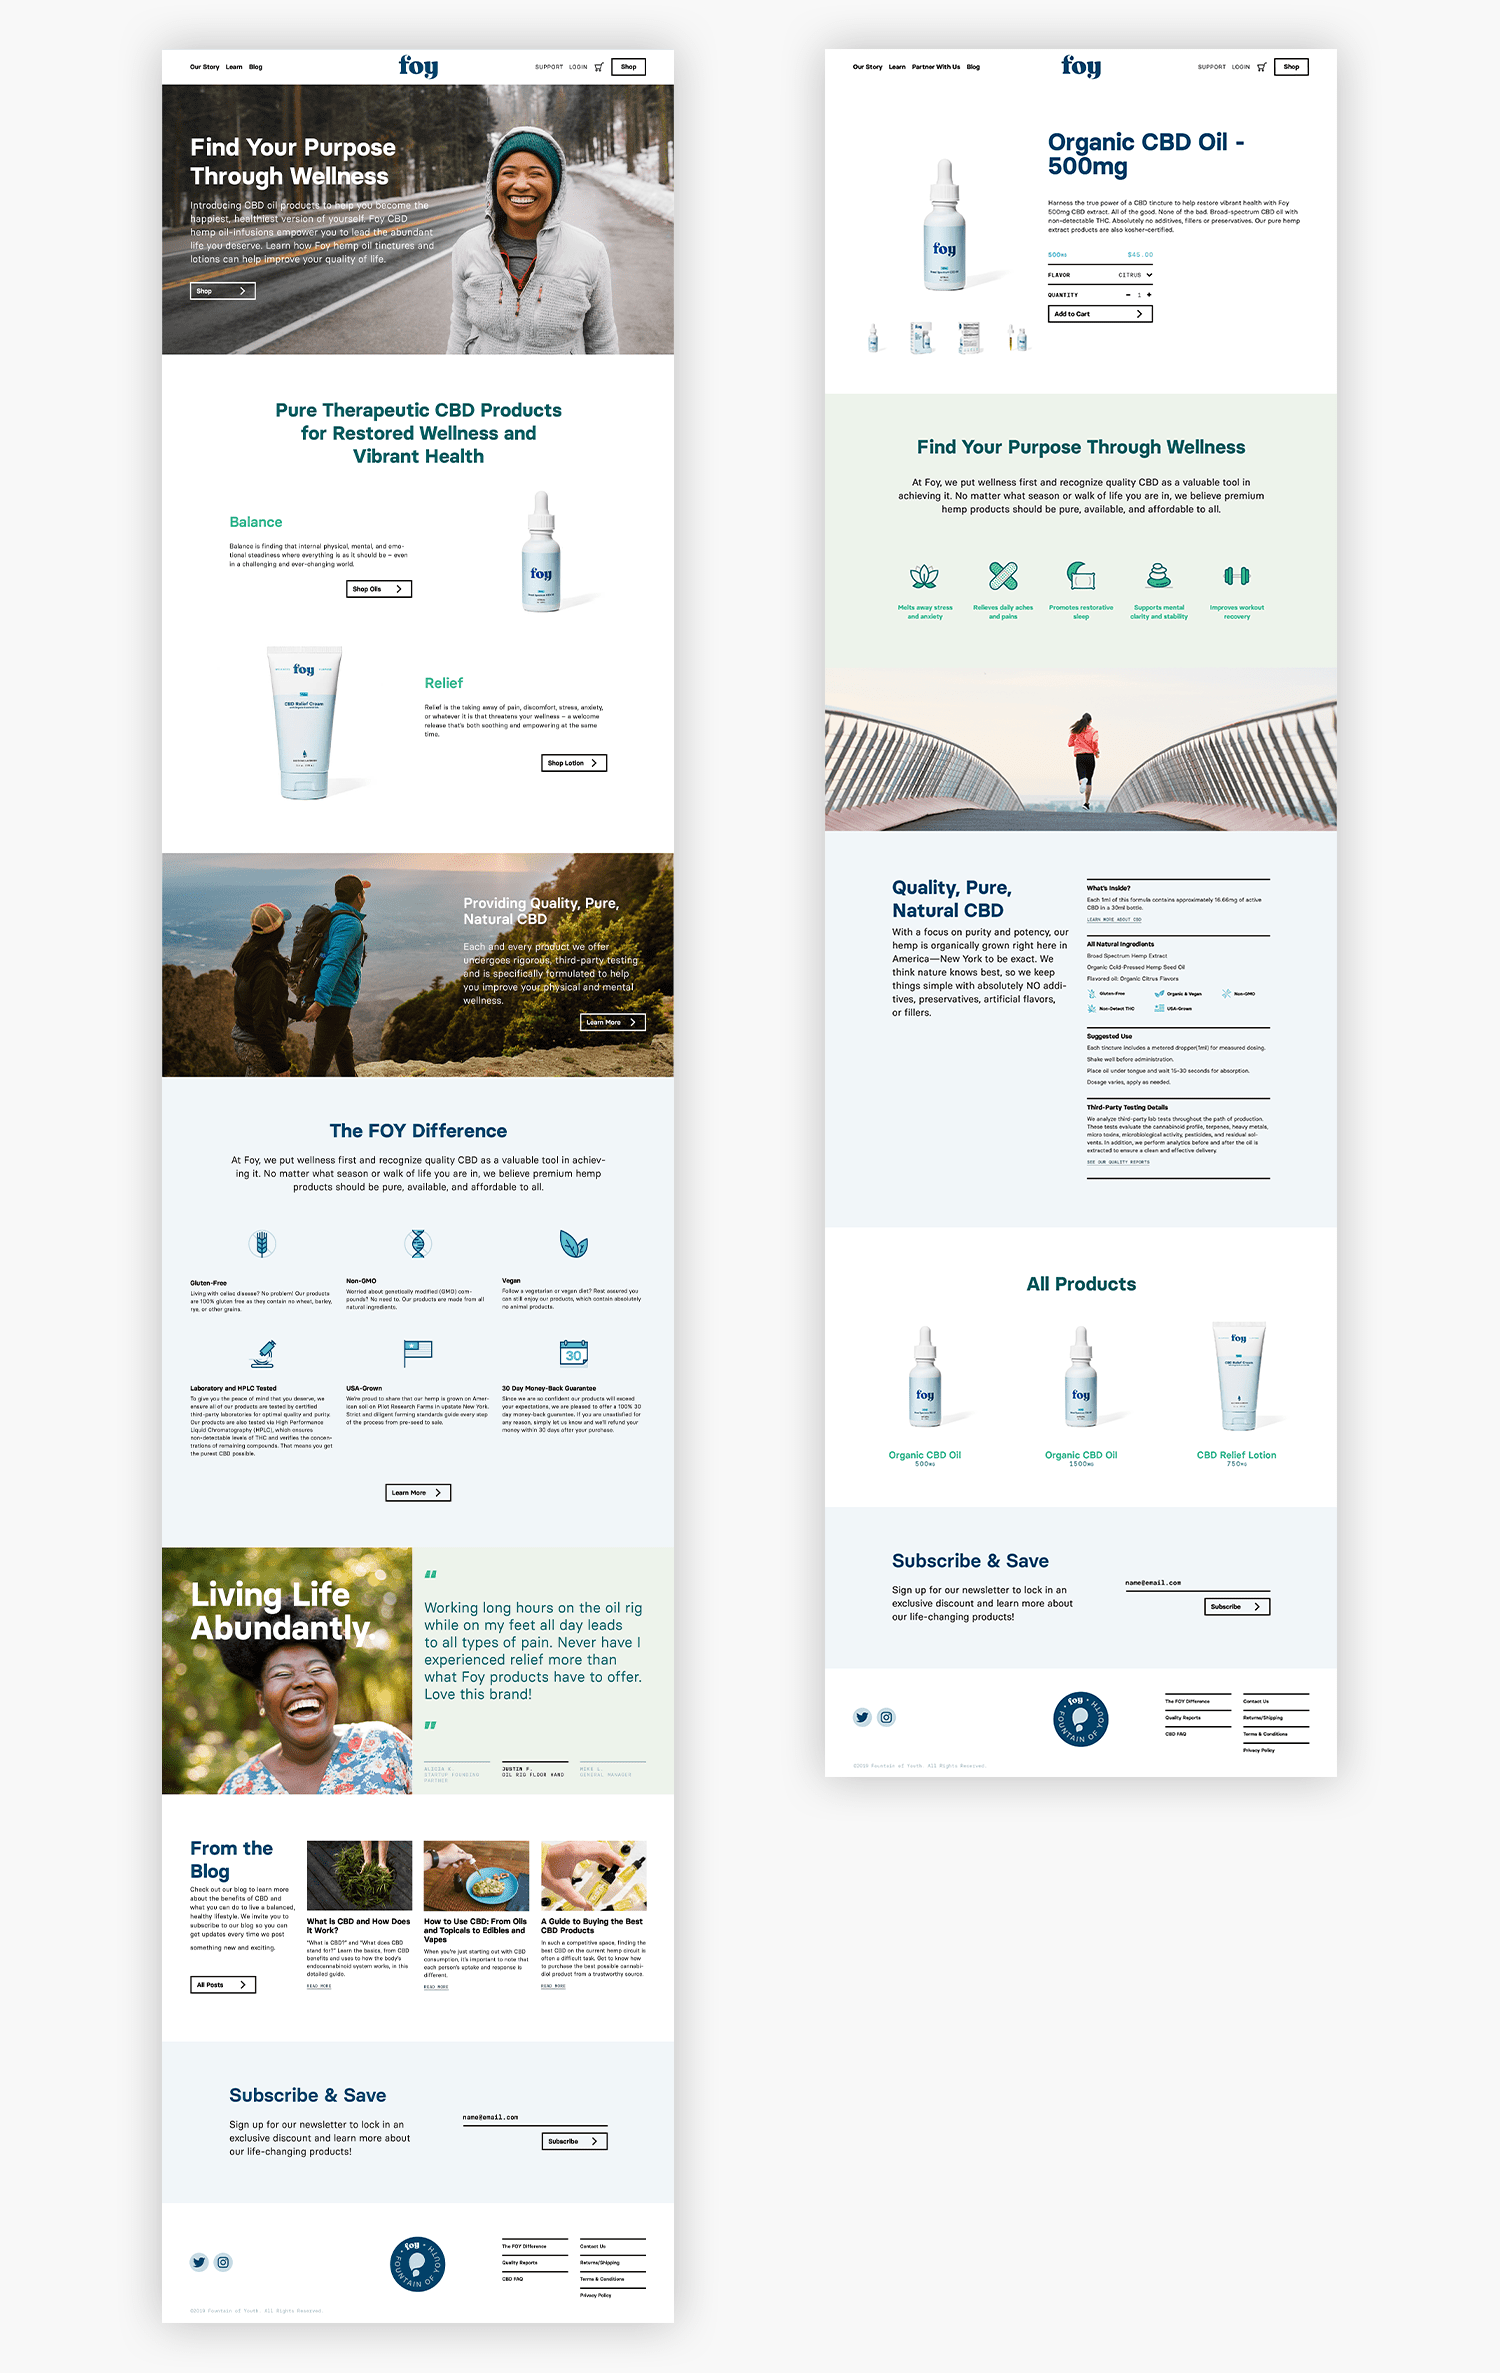 Our Story Learn Blog
foy
SUPPORT LOGIN
Shop
Find Your Purpose
Through Wellness
Introducing CBD oil products to help you become the
happiest, healthiest version of yourself. Foy CBD
hemp oil-infusions empower you to lead the abundant
life you deserve. Learn how Foy hemp oil tinctures and
lotions can help improve your quality of life.
Shop
Pure Therapeutic CBD Products
for Restored Wellness and
Vibrant Health
Balance
Balance is finding that internal physical, mental, and emo-
tional steadiness where everything is as it should be – even
in a challenging and ever-changing world.
Shop Oils
foy
foy
CBD Relief Cream
Relief
Relief is the taking away of pain, discomfort, stress, anxiety,
or whatever it is that threatens your wellness – a welcome
release that's both soothing and empowering at the same
time.
Shop Lotion
Providing Quality, Pure,
Natural CBD
Each and every product we offer
undergoes rigorous, third-party testing
and is specifically formulated to help
you improve your physical and mental
wellness.
Learn More
The FOY Difference
At Foy, we put wellness first and recognize quality CBD as a valuable tool in achiev-
ing it. No matter what season or walk of life you are in, we believe premium hemp
products should be pure, available, and affordable to all.
Gluten-Free
Living with celiac disease? No problem! Our products
are 100% gluten free as they contain no wheat, barley,
rye, or other grains.
Non-GMO
Worried about genetically modified (GMO) com-
pounds? No need to. Our products are made from all
natural ingredients.
Vegan
Follow a vegetarian or vegan diet? Rest assured you
can still enjoy our products, which contain absolutely
no animal products.
30
Laboratory and HPLC Tested
To give you the peace of mind that you deserve, we
ensure all of our products are tested by certified
third-party laboratories for optimal quality and purity.
Our products are also tested via High Performance
Liquid Chromatography (HPLC), which ensures
non-detectable levels of THC and verifies the concen-
trations of remaining compounds. That means you get
the purest CBD possible.
USA-Grown
We're proud to share that our hemp is grown on Amer-
ican soil on Pilot Research Farms in upstate New York.
Strict and diligent farming standards guide every step
of the process from pre-seed to sale.
30 Day Money-Back Guarantee
Since we are so confident our products will exceed
your expectations, we are pleased to offer a 100% 30
day money-back guarantee. If you are unsatisfied for
any reason, simply let us know and we'll refund your
money within 30 days after your purchase.
Learn More
Living Life
Abundantly.
"
Working long hours on the oil rig
while on my feet all day leads
to all types of pain. Never have I
experienced relief more than
what Foy products have to offer.
Love this brand!
"
ALICIA K.
STARTUP FOUNDING
PARTNER
JUSTIN F.
OIL RIG FLOOR HAND
MIKE L.
GENERAL MANAGER
From the
Blog
Check out our blog to learn more
about the benefits of CBD and
what you can do to live a balanced,
healthy lifestyle. We invite you to
subscribe to our blog so you can
get updates every time we post
something new and exciting.
All Posts
What is CBD and How Does
it Work?
"What is CBD?" and "What does CBD
stand for?" Learn the basics, from CBD
benefits and uses to how the body's
endocannabinoid system works, in this
detailed guide.
READ MORE
How to Use CBD: From Oils
and Topicals to Edibles and
Vapes
When you're just starting out with CBD
consumption, it's important to note that
each person's uptake and response is
different.
READ MORE
A Guide to Buying the Best
CBD Products
In such a competitive space, finding the
best CBD on the current hemp circuit is
often a difficult task. Get to know how
to purchase the best possible cannabi-
diol product from a trustworthy source.
READ MORE
Subscribe & Save
Sign up for our newsletter to lock in an
exclusive discount and learn more about
our life-changing products!
name@email.com
Subscribe
foy
FOUNTAIN OF YOUTH
The FOY Difference
Quality Reports
CBD FAQ
Contact Us
Returns/Shipping
Terms & Conditions
Privacy Policy
©2019 Fountain of Youth. All Rights Reserved.
Our Story Learn Partner With Us Blog
foy
SUPPORT LOGIN
Shop
foy
Organic CBD Oil -
500mg
Harness the true power of a CBD tincture to help restore vibrant health with Foy
500mg CBD extract. All of the good. None of the bad. Broad-spectrum CBD oil with
non-detectable THC. Absolutely no additives, fillers or preservatives. Our pure hemp
extract products are also kosher-certified.
500MG $45.00
FLAVOR CITRUS
QUANTITY - 1 +
Add to Cart
Find Your Purpose Through Wellness
At Foy, we put wellness first and recognize quality CBD as a valuable tool in
achieving it. No matter what season or walk of life you are in, we believe premium
hemp products should be pure, available, and affordable to all.
Melts away stress
and anxiety
Relieves daily aches
and pains
Promotes restorative
sleep
Supports mental
clarity and stability
Improves workout
recovery
Quality, Pure,
Natural CBD
With a focus on purity and potency, our
hemp is organically grown right here in
America—New York to be exact. We
think nature knows best, so we keep
things simple with absolutely NO addi-
tives, preservatives, artificial flavors,
or fillers.
What's Inside?
Each 1ml of this formula contains approximately 16.66mg of active
CBD in a 30ml bottle.
LEARN MORE ABOUT CBD
All Natural Ingredients
Broad Spectrum Hemp Extract
Organic Cold-Pressed Hemp Seed Oil
Flavored oil: Organic Citrus Flavors
Gluten-Free
Organic & Vegan
Non-GMO
Non-Detect THC
USA-Grown
Suggested Use
Each tincture includes a metered dropper(1ml) for measured dosing.
Shake well before administration.
Place oil under tongue and wait 15-30 seconds for absorption.
Dosage varies, apply as needed.
Third-Party Testing Details
We analyze third-party lab tests throughout the path of production.
These tests evaluate the cannabinoid profile, terpenes, heavy metals,
micro toxins, microbiological activity, pesticides, and residual sol-
vents. In addition, we perform analytics before and after the oil is
extracted to ensure a clean and effective delivery.
SEE OUR QUALITY REPORTS
All Products
foy
foy
foy
CBD Relief Cream
Organic CBD Oil
500MG
Organic CBD Oil
1500MG
CBD Relief Lotion
750MG
Subscribe & Save
Sign up for our newsletter to lock in an
exclusive discount and learn more about
our life-changing products!
name@email.com
Subscribe
foy
FOUNTAIN OF YOUTH
The FOY Difference
Quality Reports
CBD FAQ
Contact Us
Returns/Shipping
Terms & Conditions
Privacy Policy
©2019 Fountain of Youth. All Rights Reserved.